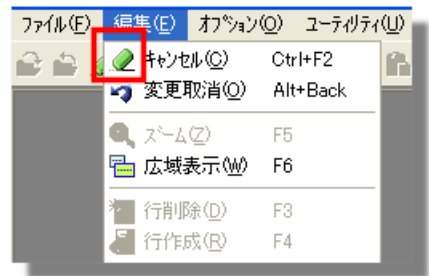 ﾌｧｲﾙ(F) 編集(E) ｵﾌﾟｼｮﾝ(O) ﾕｰﾃｨﾘﾃｨ(U)
ｷｬﾝｾﾙ(C) Ctrl+F2
変更取消(O) Alt+Back
ｽﾞｰﾑ(Z) F5
広域表示(W) F6
行削除(D) F3
行作成(R) F4